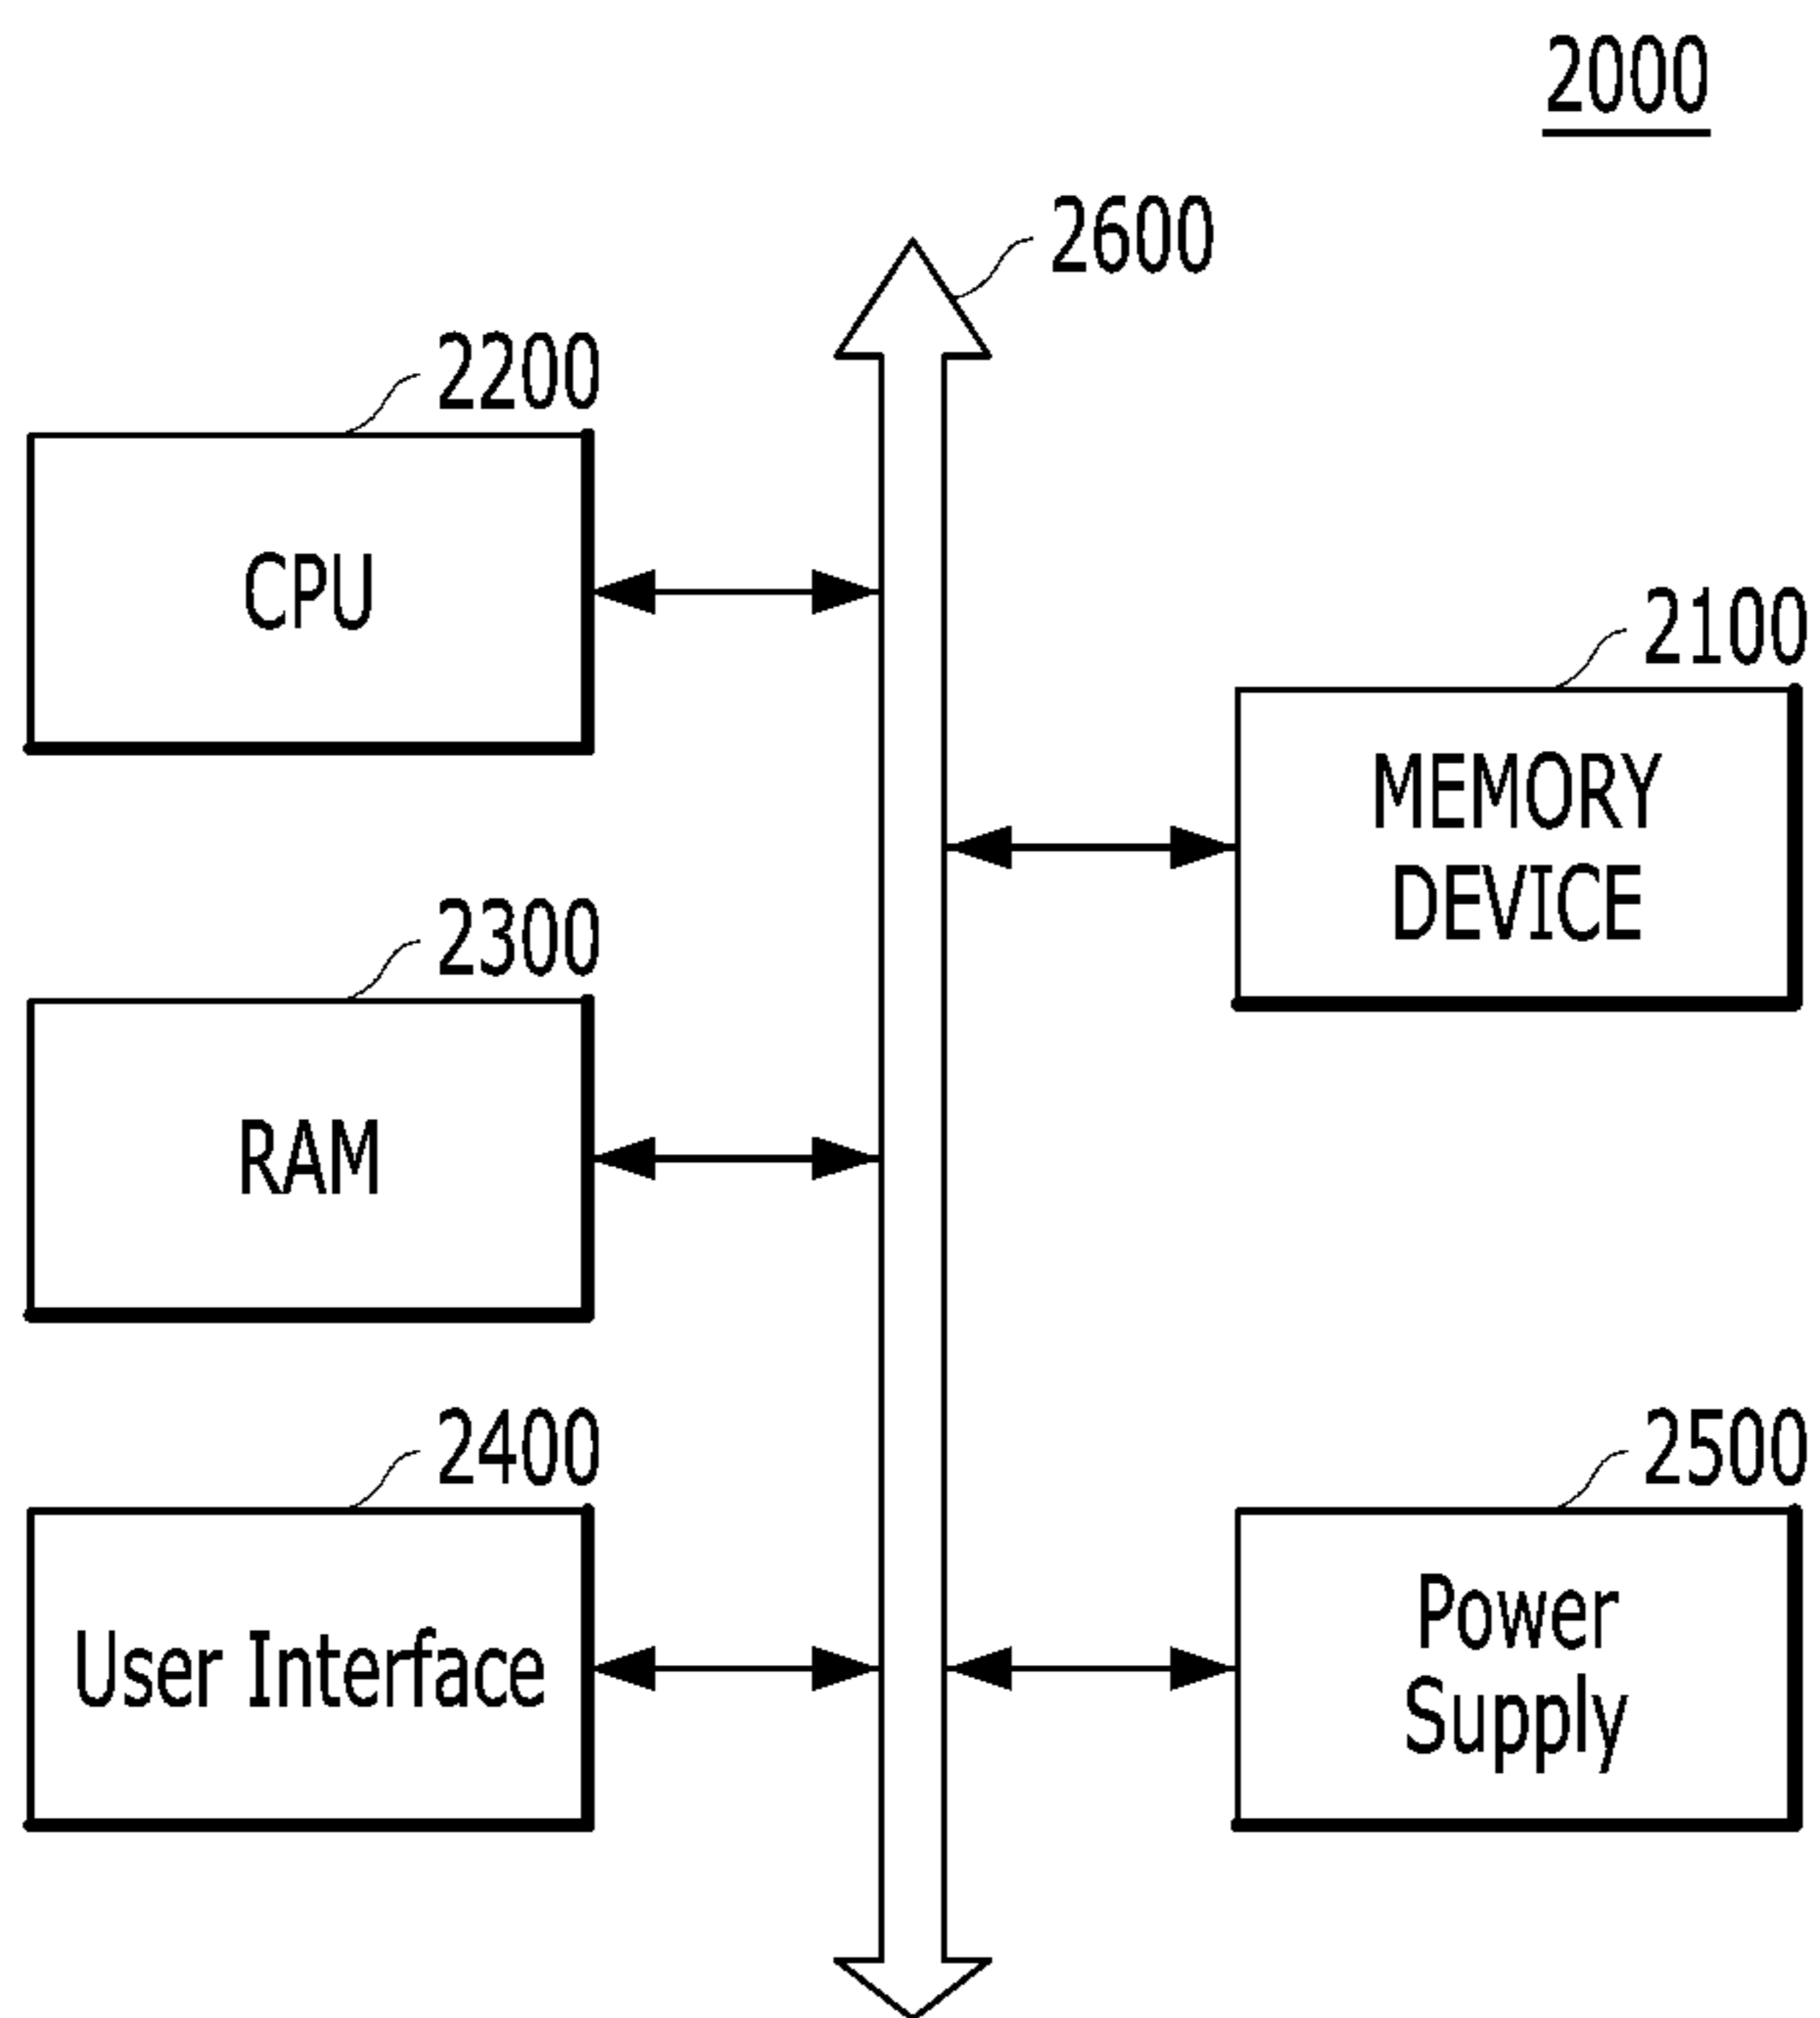 2000
2600
2200
CPU
2100
MEMORY
DEVICE
2300
RAM
2400
User Interface
2500
Power
Supply